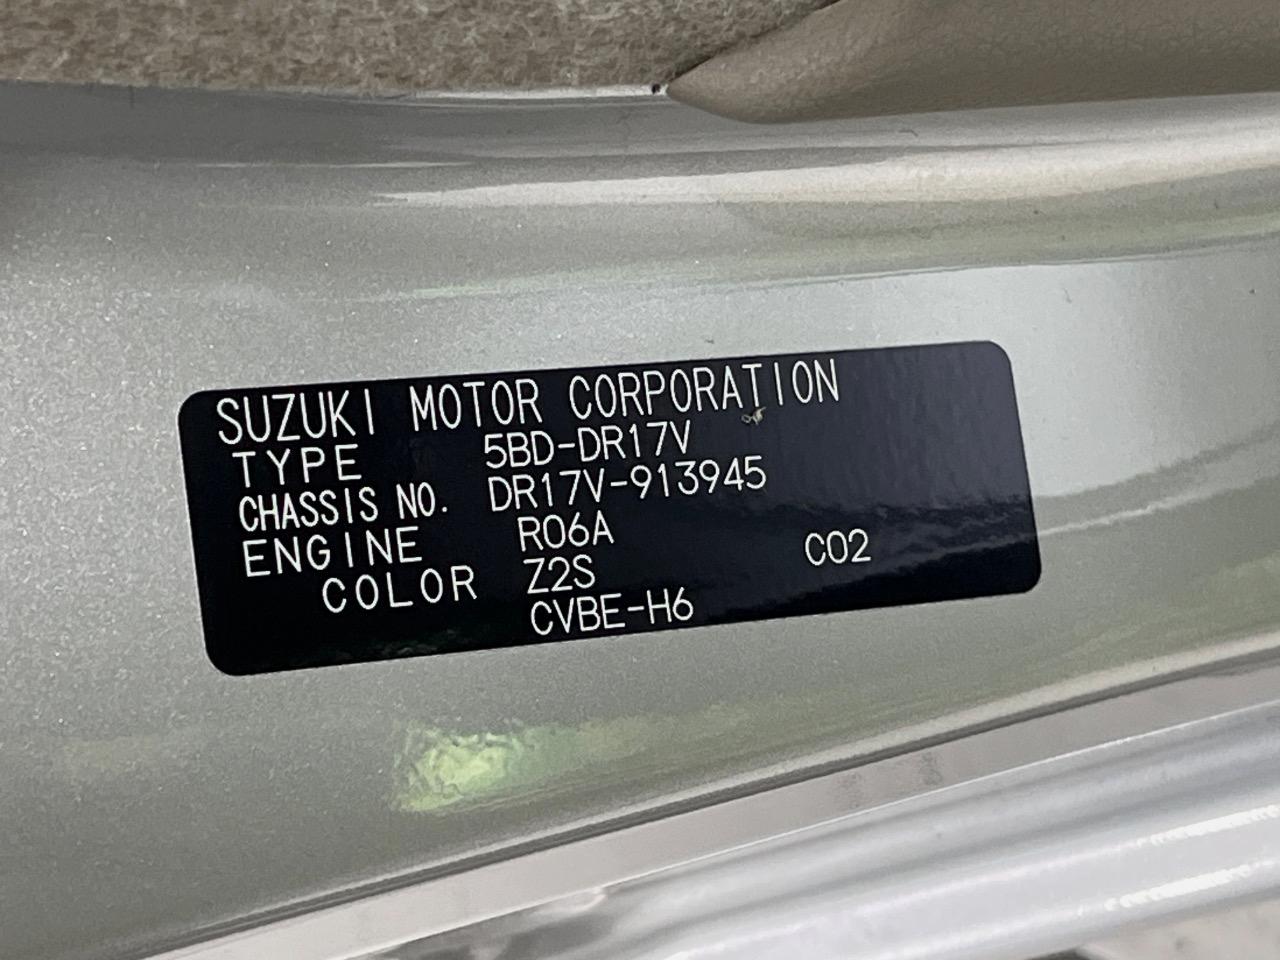 SUZUKI MOTOR CORPORATION
TYPE 5BD-DR17V
CHASSIS NO. DR17V-913945
ENGINE R06A
COLOR Z2S C02
CVBE-H6